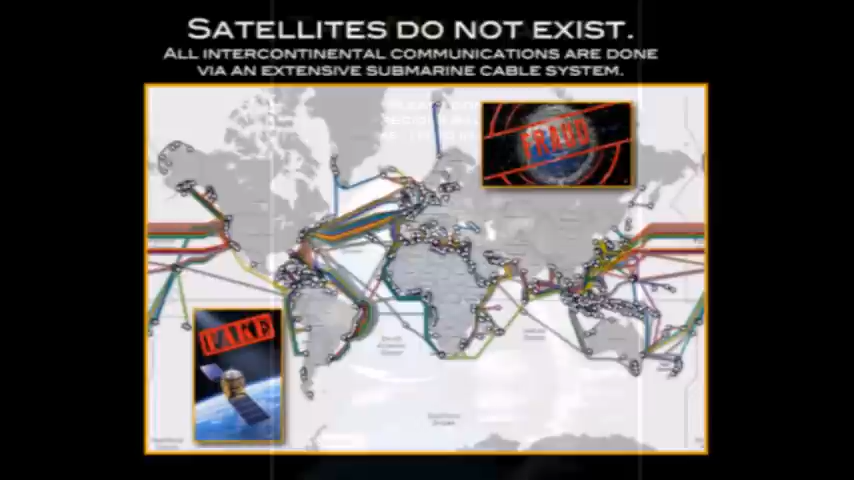 SATELLITES DO NOT EXIST.
ALL INTERCONTINENTAL COMMUNICATIONS ARE DONE
VIA AN EXTENSIVE SUBMARINE CABLE SYSTEM.
FRAUD
FAKE